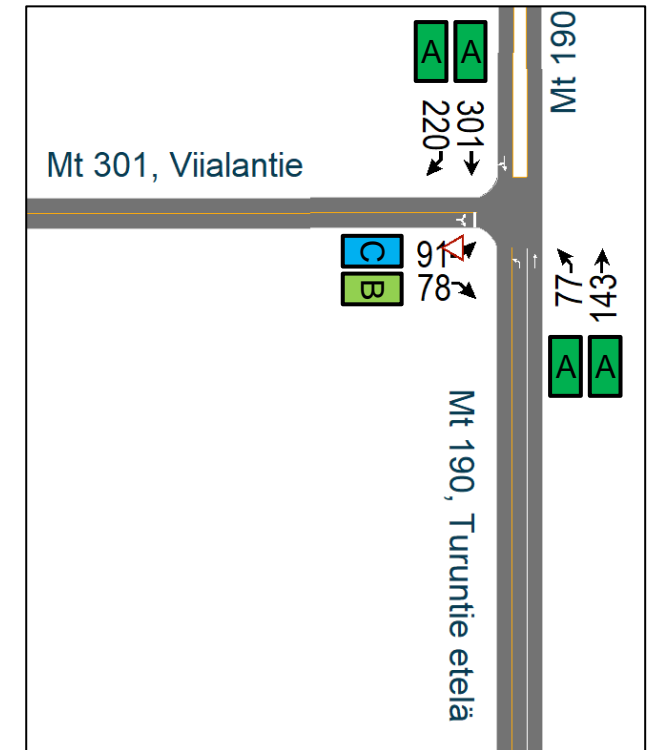 A A
Mt 190
220 301
Mt 301, Viialantie
C 91
B 78
77 143
A A
Mt 190, Turuntie etelä